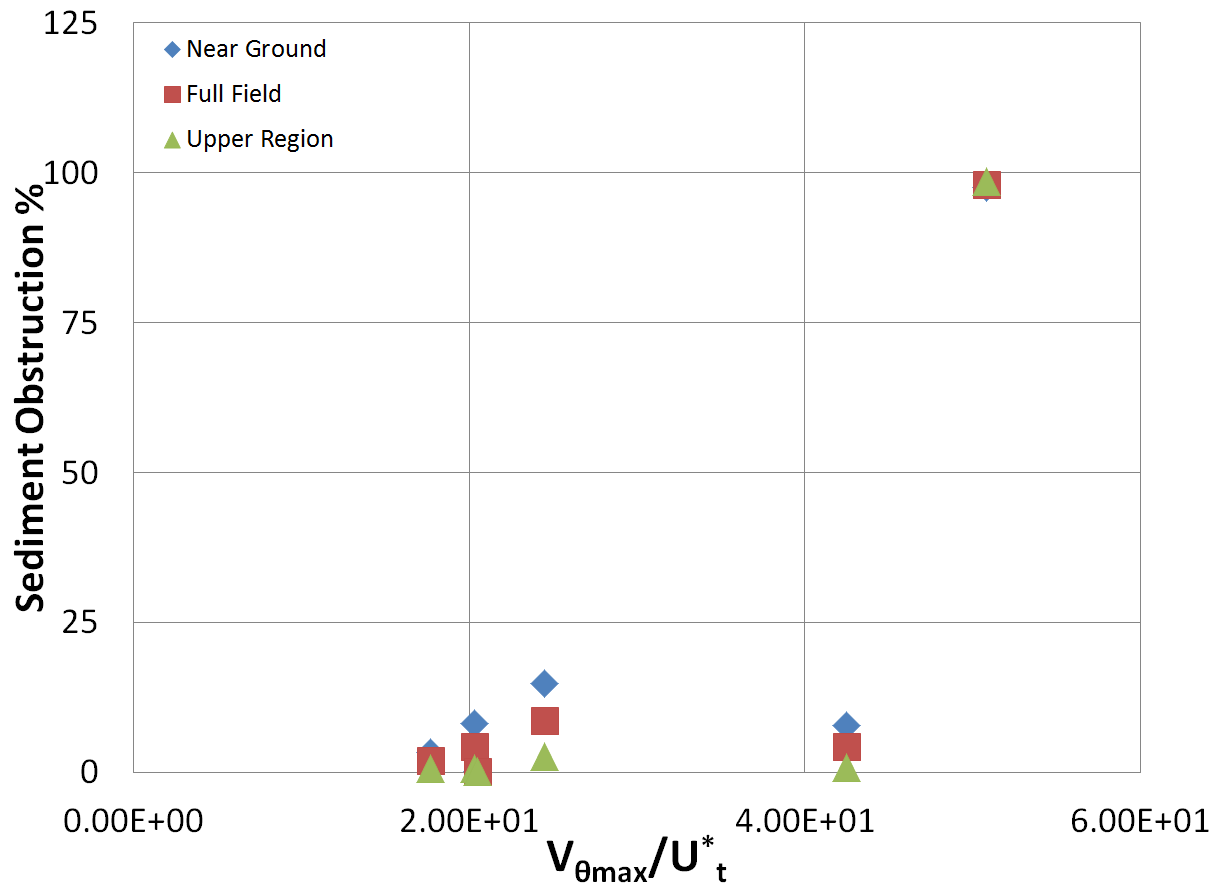 125
Near Ground
Full Field
Upper Region
100
75
50
25
0
Sediment Obstruction %
0.00E+00 2.00E+01 4.00E+01 6.00E+01
Vθmax/U*t